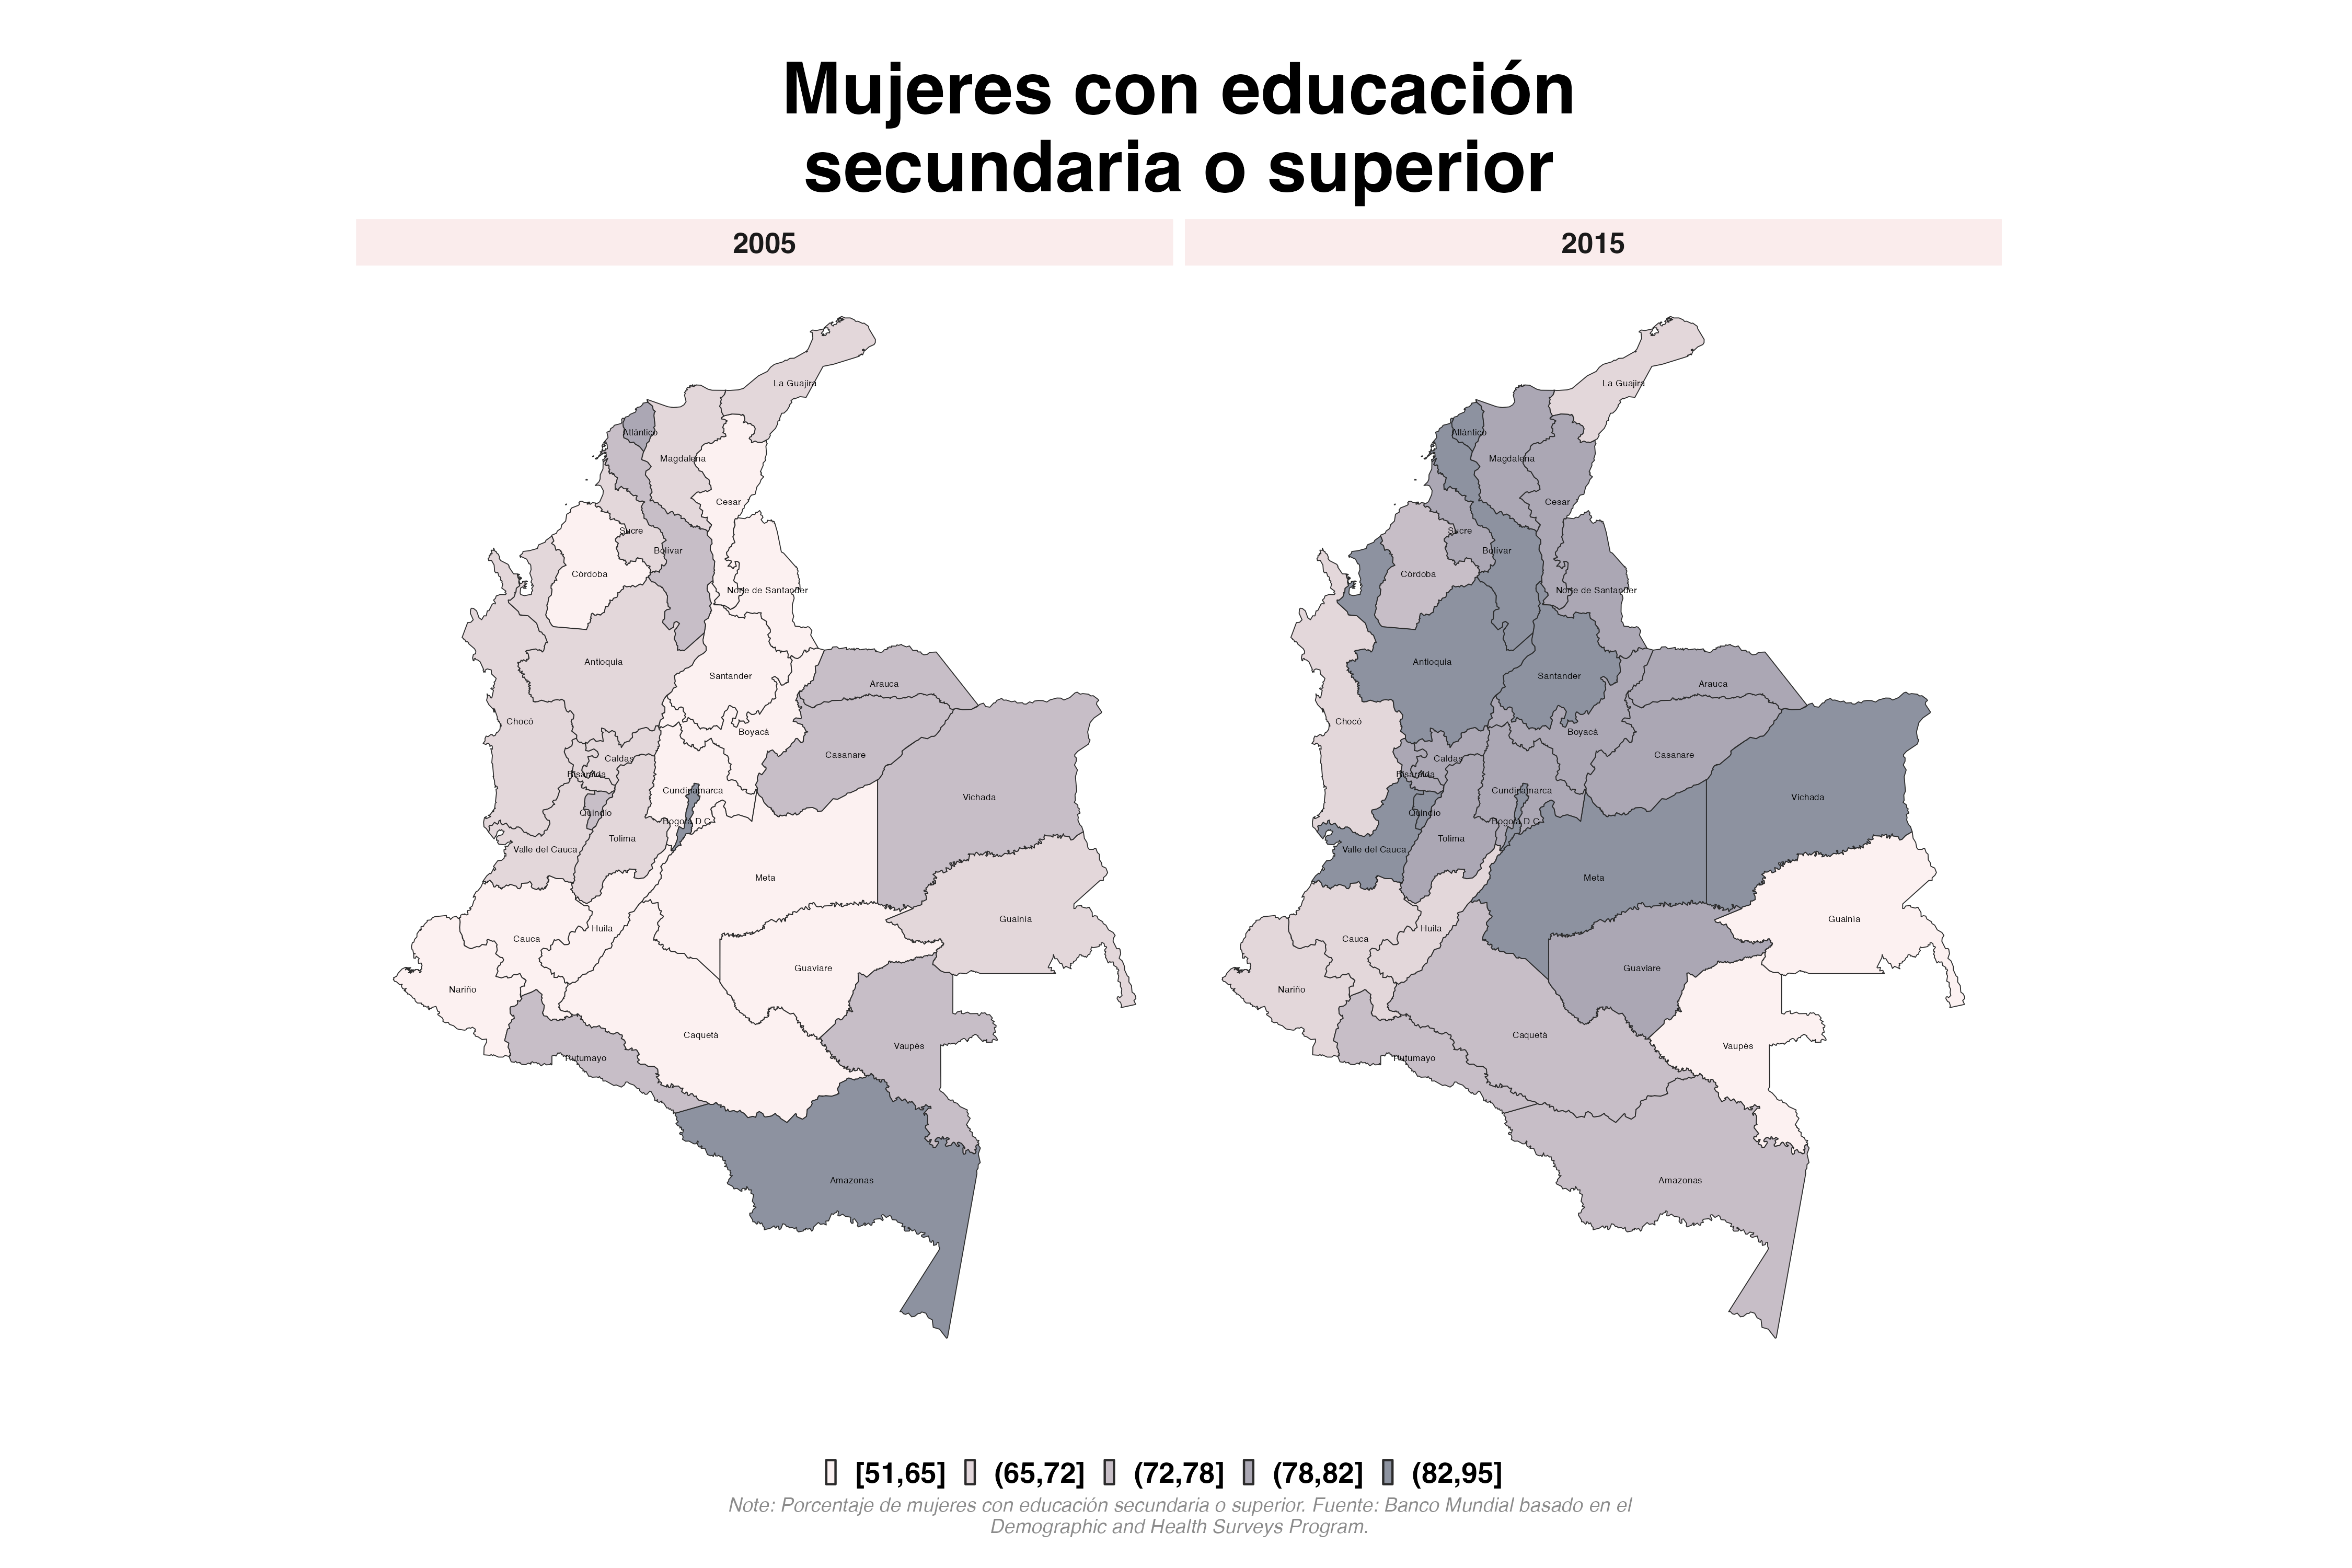 Mujeres con educación
secundaria o superior
2005
2015
La Guajira
Atlántico
Magdalena
Cesar
Sucre
Bolívar
Córdoba
Norte de Santander
Antioquia
Santander
Arauca
Chocó
Boyacá
Casanare
Caldas
Risaralda
Cundinamarca
Vichada
Quindío
Bogotá D.C.
Tolima
Valle del Cauca
Meta
Guainía
Huila
Cauca
Guaviare
Nariño
Caquetá
Vaupés
Putumayo
Amazonas
La Guajira
Atlántico
Magdalena
Cesar
Sucre
Bolívar
Córdoba
Norte de Santander
Antioquia
Santander
Arauca
Chocó
Boyacá
Casanare
Caldas
Risaralda
Cundinamarca
Vichada
Quindío
Bogotá D.C.
Tolima
Valle del Cauca
Meta
Guainía
Huila
Cauca
Guaviare
Nariño
Caquetá
Vaupés
Putumayo
Amazonas
[51,65] (65,72] (72,78] (78,82] (82,95]
Note: Porcentaje de mujeres con educación secundaria o superior. Fuente: Banco Mundial basado en el
Demographic and Health Surveys Program.